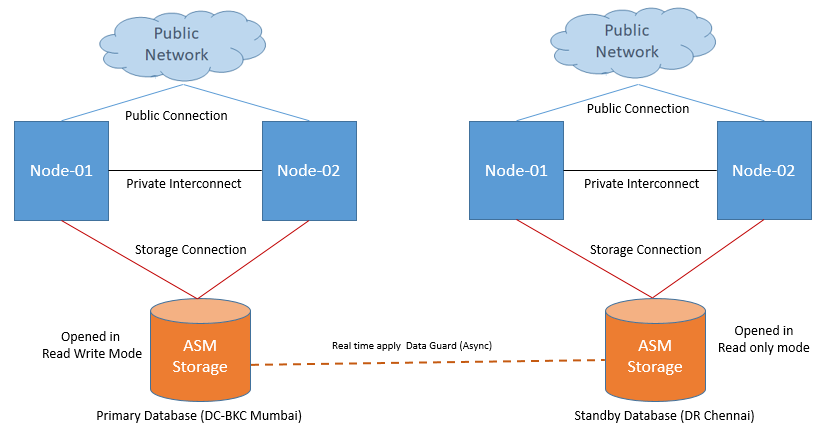 Public
Network
Public Connection
Node-01
Node-02
Private Interconnect
Storage Connection
Opened in
Read Write Mode
ASM
Storage
Primary Database (DC-BKC Mumbai)
Real time apply  Data Guard (Async)
Public
Network
Public Connection
Node-01
Node-02
Private Interconnect
Storage Connection
ASM
Storage
Opened in
Read only mode
Standby Database (DR Chennai)